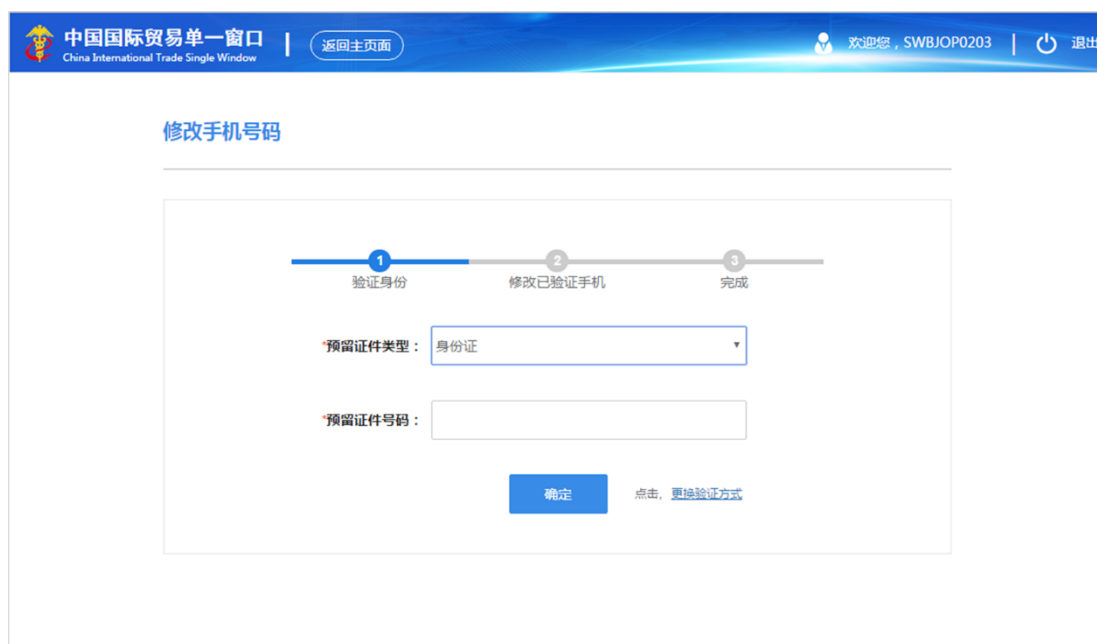 中国国际贸易单一窗口
China International Trade Single Window
返回主页面
欢迎您，SWBJOP0203
退出
修改手机号码
1
2
3
验证身份
修改已验证手机
完成
*预留证件类型：
身份证
*预留证件号码：
确定
点击，更换验证方式